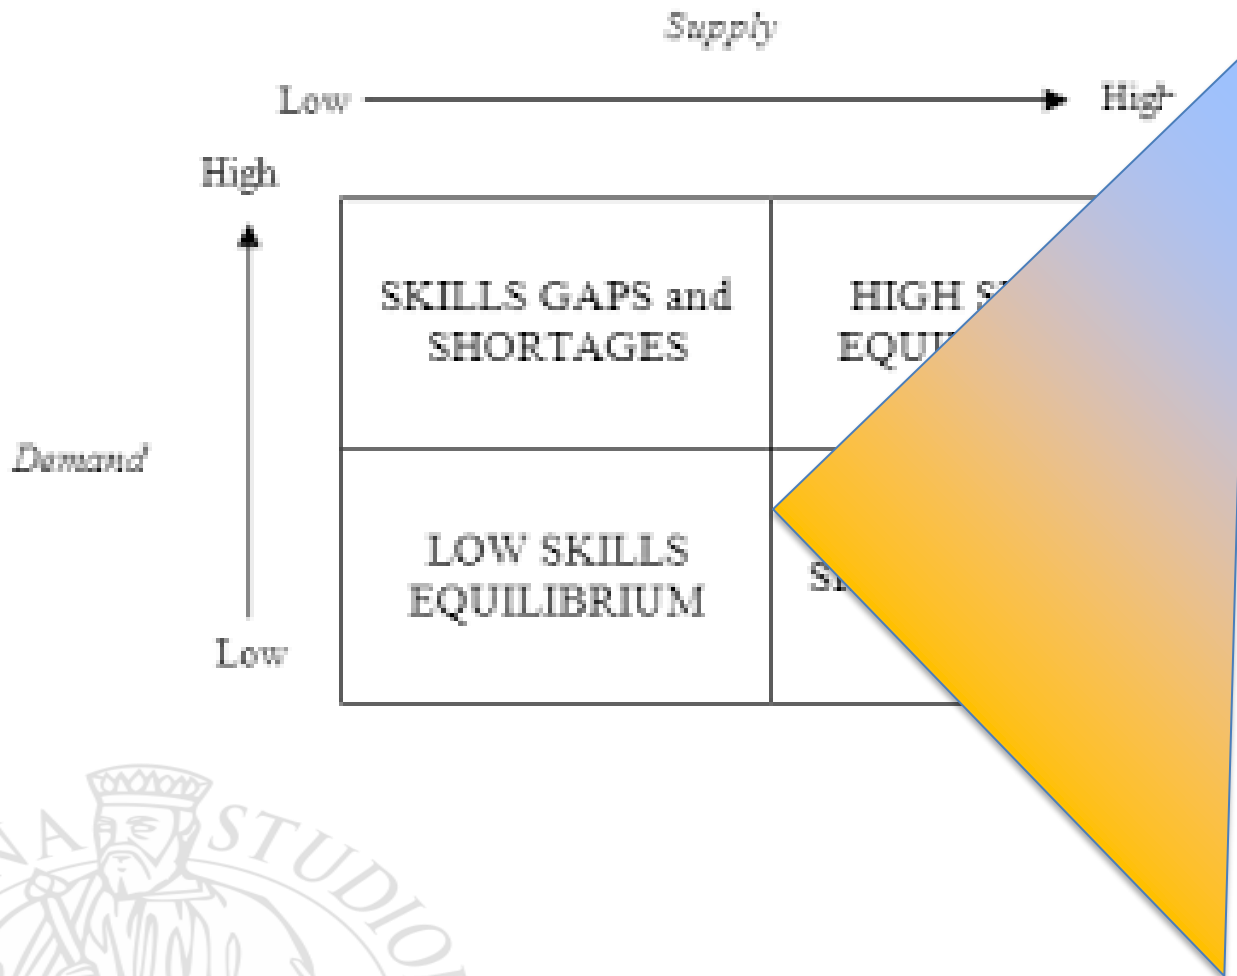 Supply
Low
High
SKILLS GAPS and
SHORTAGES
HIGH
Demand
LOW SKILLS
EQUILIBRIUM
Low
STUDIO